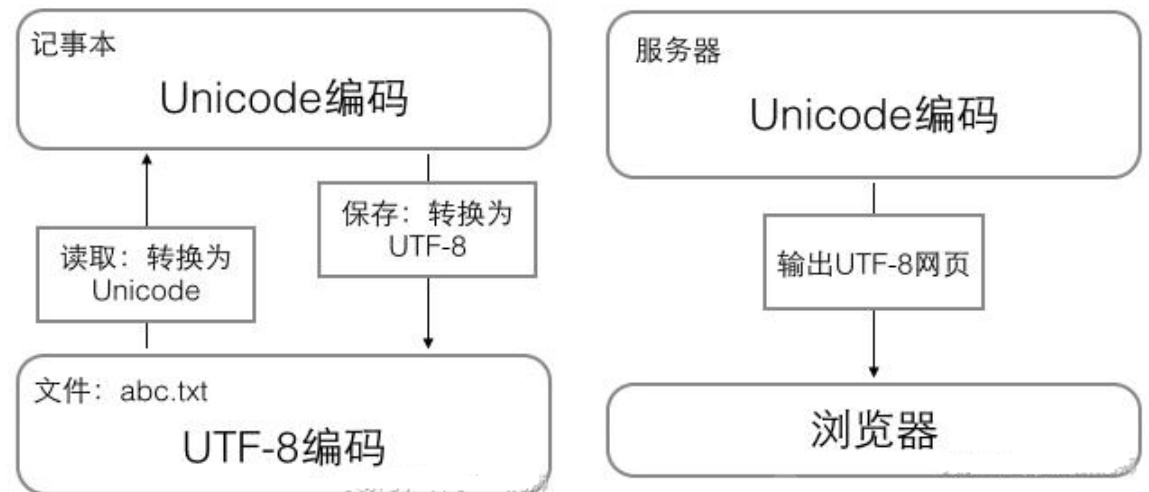 记事本
Unicode编码
读取：转换为
Unicode
保存：转换为
UTF-8
文件：abc.txt
UTF-8编码
服务器
Unicode编码
输出UTF-8网页
浏览器